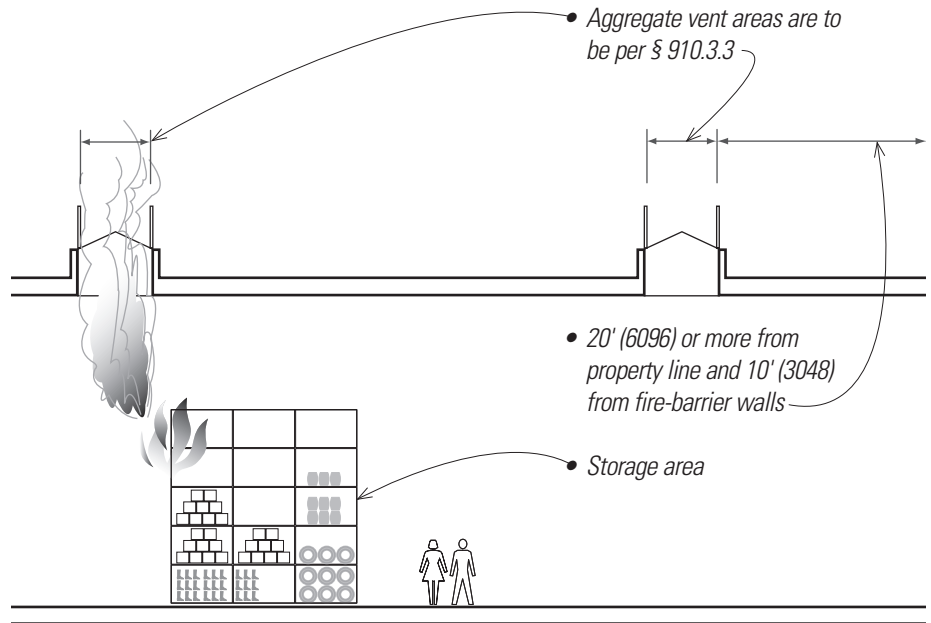 • Aggregate vent areas are to
be per § 910.3.3
• 20' (6096) or more from
property line and 10' (3048)
from fire-barrier walls
• Storage area